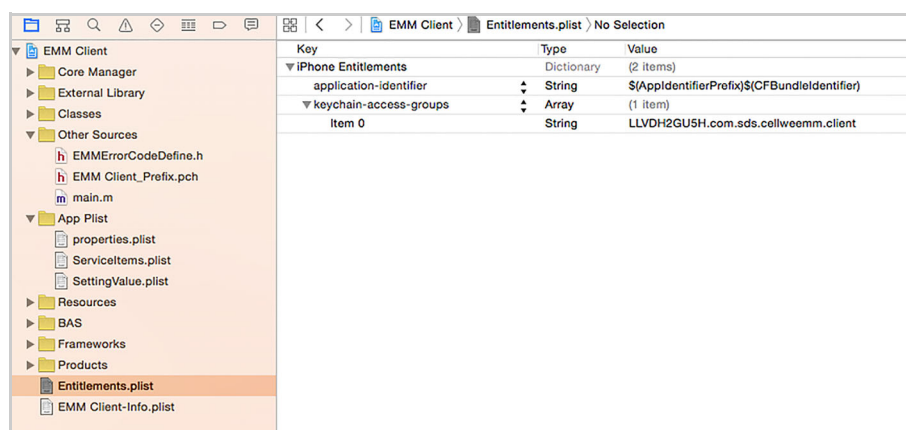 EMM Client 〉 Entitlements.plist 〉 No Selection
EMM Client
Core Manager
External Library
Classes
Other Sources
h EMMErrorCodeDefine.h
h EMM Client_Prefix.pch
m main.m
App Plist
properties.plist
ServiceItems.plist
SettingValue.plist
Resources
BAS
Frameworks
Products
Entitlements.plist
EMM Client-Info.plist
Key Type Value
iPhone Entitlements Dictionary (2 items)
application-identifier String $(AppIdentifierPrefix)$(CFBundleIdentifier)
keychain-access-groups Array (1 item)
Item 0 String LLVDH2GU5H.com.sds.cellweemm.client